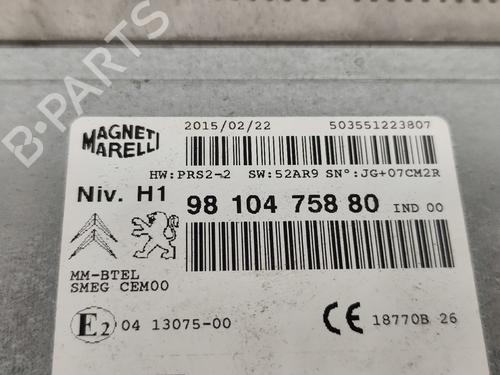 B-PARTS
MAGNETI
MARELLI
2015/02/22 503551223807
HW:PRS2-2 SW:52AR9 SN°:JG+07CM2R
Niv. H1
98 104 758 80 IND 00
MM-BTEL
SMEG CEM00
E2 04 13075-00 CE 18770B 26